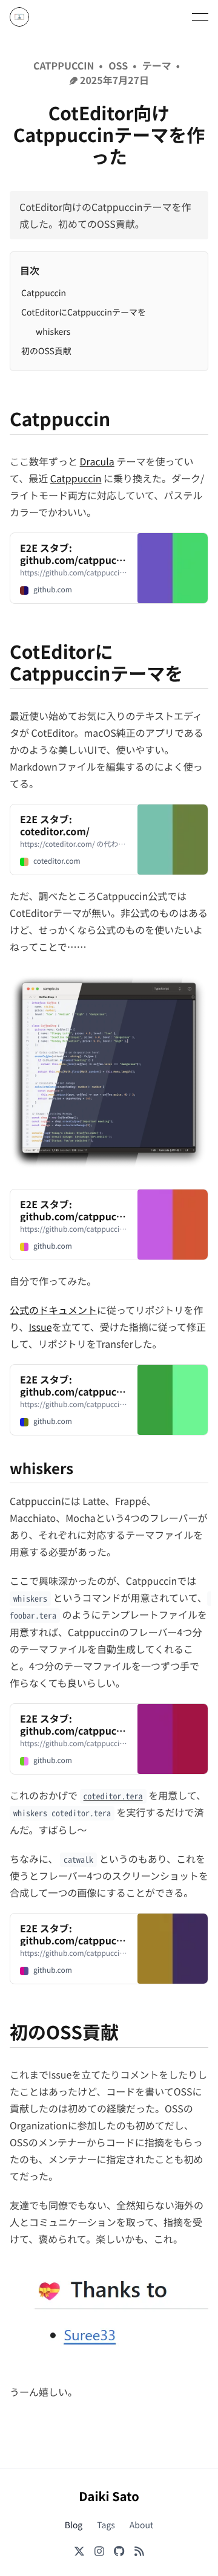 CATPPUCCIN • OSS • テーマ •
2025年7月27日
CotEditor向け
Catppuccinテーマを作
った
CotEditor向けのCatppuccinテーマを作
成した。初めてのOSS貢献。
目次
Catppuccin
CotEditorにCatppuccinテーマを
whiskers
初のOSS貢献
Catppuccin
ここ数年ずっと Dracula テーマを使ってい
て、最近 Catppuccin に乗り換えた。ダーク/
ライトモード両方に対応していて、パステル
カラーでかわいい。
E2E スタブ:
github.com/catppuc…
https://github.com/catppucci…
github.com
CotEditorに
Catppuccinテーマを
最近使い始めてお気に入りのテキストエディ
タが CotEditor。macOS純正のアプリである
かのような美しいUIで、使いやすい。
Markdownファイルを編集するのによく使っ
てる。
E2E スタブ:
coteditor.com/
https://coteditor.com/ の代わ…
coteditor.com
ただ、調べたところCatppuccin公式では
CotEditorテーマが無い。非公式のものはある
けど、せっかくなら公式のものを使いたいよ
ねってことで……
E2E スタブ:
github.com/catppuc…
https://github.com/catppucci…
github.com
自分で作ってみた。
公式のドキュメントに従ってリポジトリを作
り、Issueを立てて、受けた指摘に従って修正
して、リポジトリをTransferした。
E2E スタブ:
github.com/catppuc…
https://github.com/catppucci…
github.com
whiskers
Catppuccinには Latte、Frappé、
Macchiato、Mochaという4つのフレーバーが
あり、それぞれに対応するテーマファイルを
用意する必要があった。
ここで興味深かったのが、Catppuccinでは
whiskers というコマンドが用意されていて、
foobar.tera のようにテンプレートファイルを
用意すれば、Catppuccinのフレーバー4つ分
のテーマファイルを自動生成してくれるこ
と。4つ分のテーマファイルを一つずつ手で
作らなくても良いらしい。
E2E スタブ:
github.com/catppuc…
https://github.com/catppucci…
github.com
これのおかげで coteditor.tera を用意して、
whiskers coteditor.tera を実行するだけで済
んだ。すばらし〜
ちなみに、 catwalk というのもあり、これを
使うとフレーバー4つのスクリーンショットを
合成して一つの画像にすることができる。
E2E スタブ:
github.com/catppuc…
https://github.com/catppucci…
github.com
初のOSS貢献
これまでIssueを立てたりコメントをしたりし
たことはあったけど、コードを書いてOSSに
貢献したのは初めての経験だった。OSSの
Organizationに参加したのも初めてだし、
OSSのメンテナーからコードに指摘をもらっ
たのも、メンテナーに指定されたことも初め
てだった。
友達でも同僚でもない、全然知らない海外の
人とコミュニケーションを取って、指摘を受
けて、褒められて。楽しいかも、これ。
💝 Thanks to
• Suree33
うーん嬉しい。
Daiki Sato
Blog Tags About